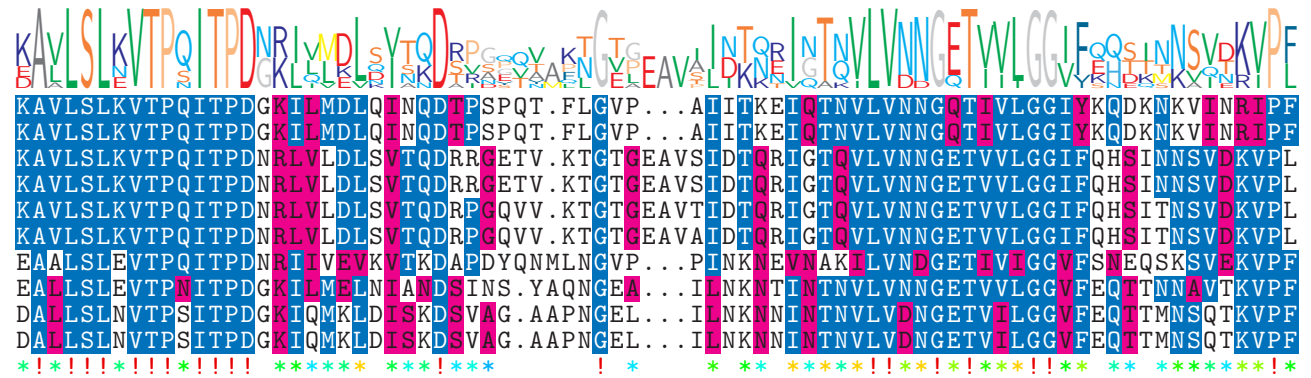 KAVLSLKVTPQITPDGKILMDLQINQDTPSPQT.FLGVP...AIITKEIQTNVLVNNGQTIVLGGIYKQDKNKVINRIPF
KAVLSLKVTPQITPDGKILMDLQINQDTPSPQT.FLGVP...AIITKEIQTNVLVNNGQTIVLGGIYKQDKNKVINRIPF
KAVLSLKVTPQITPDNRLVLDLSVTQDRRGETV.KTGTGEAVSIDTQRIGTQVLVNNGETVVLGGIFQHSINNSVDKVPL
KAVLSLKVTPQITPDNRLVLDLSVTQDRRGETV.KTGTGEAVSIDTQRIGTQVLVNNGETVVLGGIFQHSINNSVDKVPL
KAVLSLKVTPQITPDNRLVLDLSVTQDRPGQVV.KTGTGEAVTIDTQRIGTQVLVNNGETVVLGGIFQHSITNSVDKVPL
KAVLSLKVTPQITPDNRLVLDLSVTQDRPGQVV.KTGTGEAVAIDTQRIGTQVLVNNGETVVLGGIFQHSITNSVDKVPL
EAALSLEVTPQITPDNRIIVEVKVTKDAPDYQNMLNGVP...PINKNEVNAKILVNDGETIVIGGVFSNEQSKSVEKVPF
EALLSLEVTPNITPDGKILMELNIANDSINS.YAQNGEA...ILNKNTINTNVLVNNGETVVLGGVFEQTTNNAVTKVPF
DALLSLNVTPSITPDGKIQMKLDISKDSVAG.AAPNGEL...ILNKNNINTNVLVDNGETVILGGVFEQTTMNSQTKVPF
DALLSLNVTPSITPDGKIQMKLDISKDSVAG.AAPNGEL...ILNKNNINTNVLVDNGETVILGGVFEQTTMNSQTKVPF
*!*!!!*!!!*!!!! ****** ***!*** ! * * *** *****!!**!*!***!!** ** *********!*